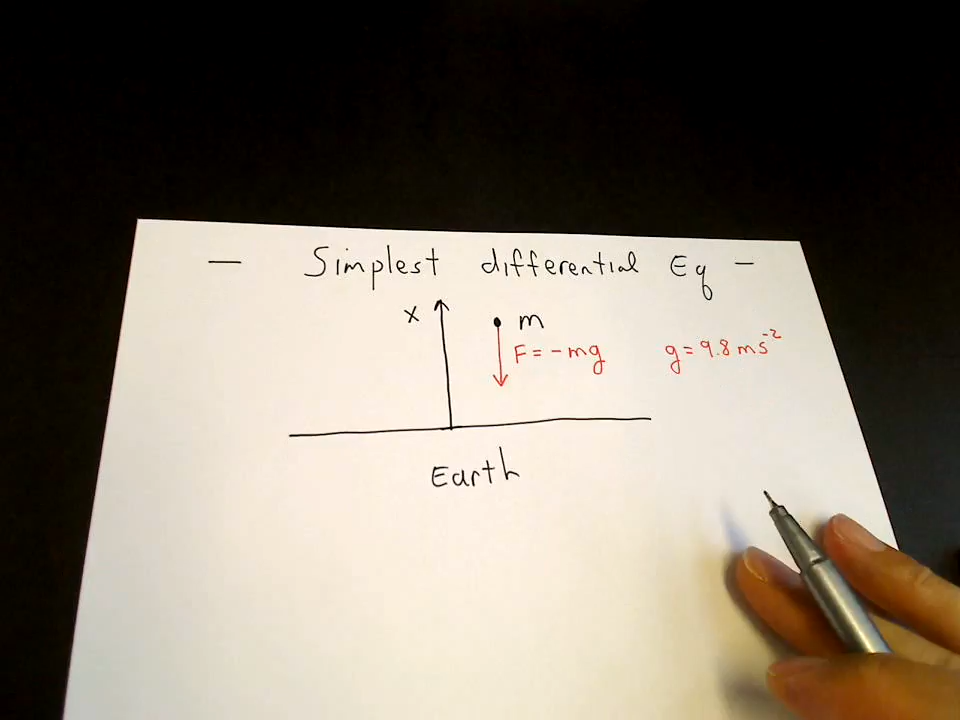 — Simplest differential Eq —
x
m
F = -mg
g = 9.8 ms⁻²
Earth